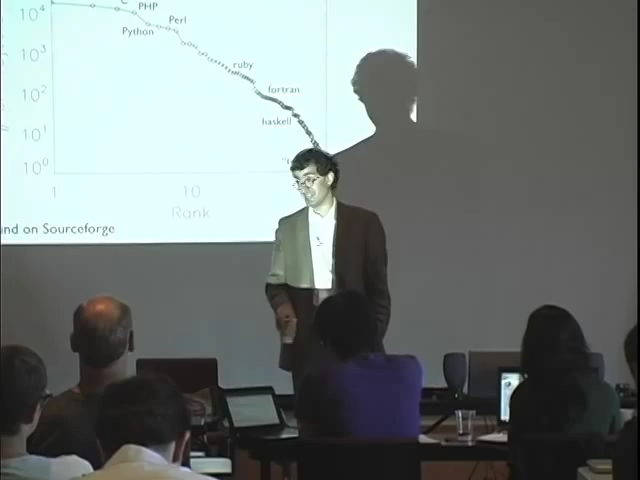 10⁴
C
PHP
Perl
Python
10³
ruby
10²
fortran
10¹
haskell
10⁰
1
10
Rank
nd on Sourceforge